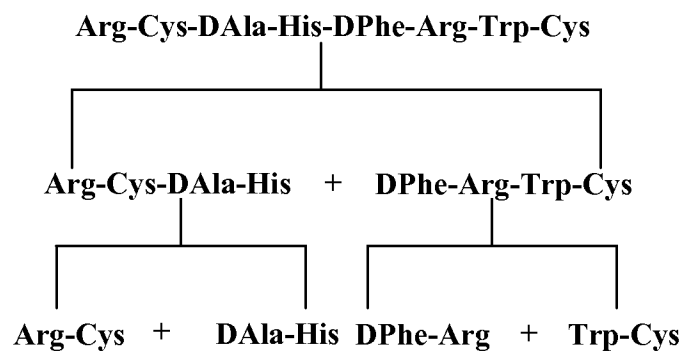 Arg-Cys-DAla-His-DPhe-Arg-Trp-Cys
Arg-Cys-DAla-His + DPhe-Arg-Trp-Cys
Arg-Cys + DAla-His DPhe-Arg + Trp-Cys